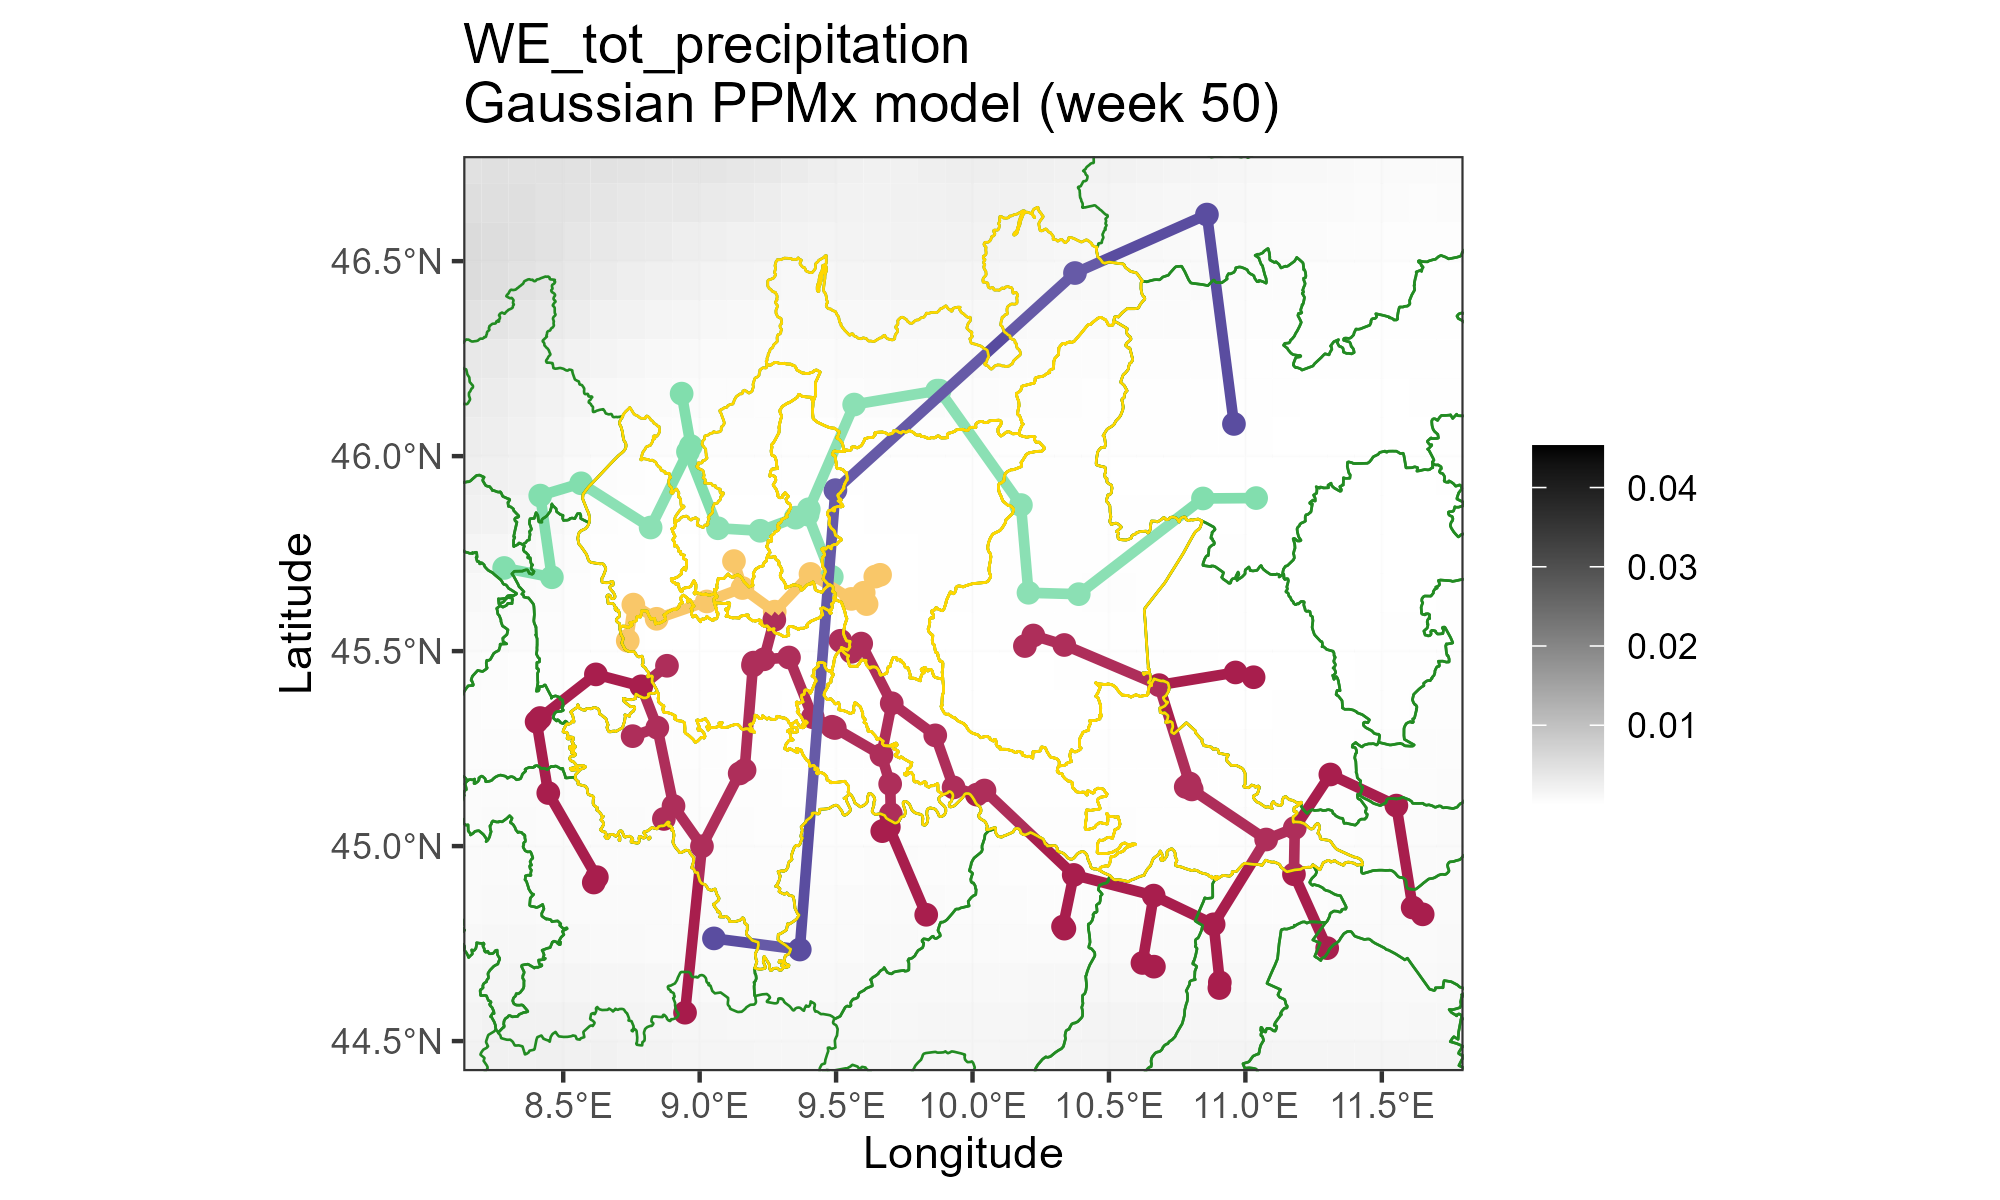 WE_tot_precipitation
Gaussian PPMx model (week 50)
46.5°N
46.0°N
45.5°N
45.0°N
44.5°N
Latitude
8.5°E
9.0°E
9.5°E
10.0°E
10.5°E
11.0°E
11.5°E
Longitude
0.04
0.03
0.02
0.01